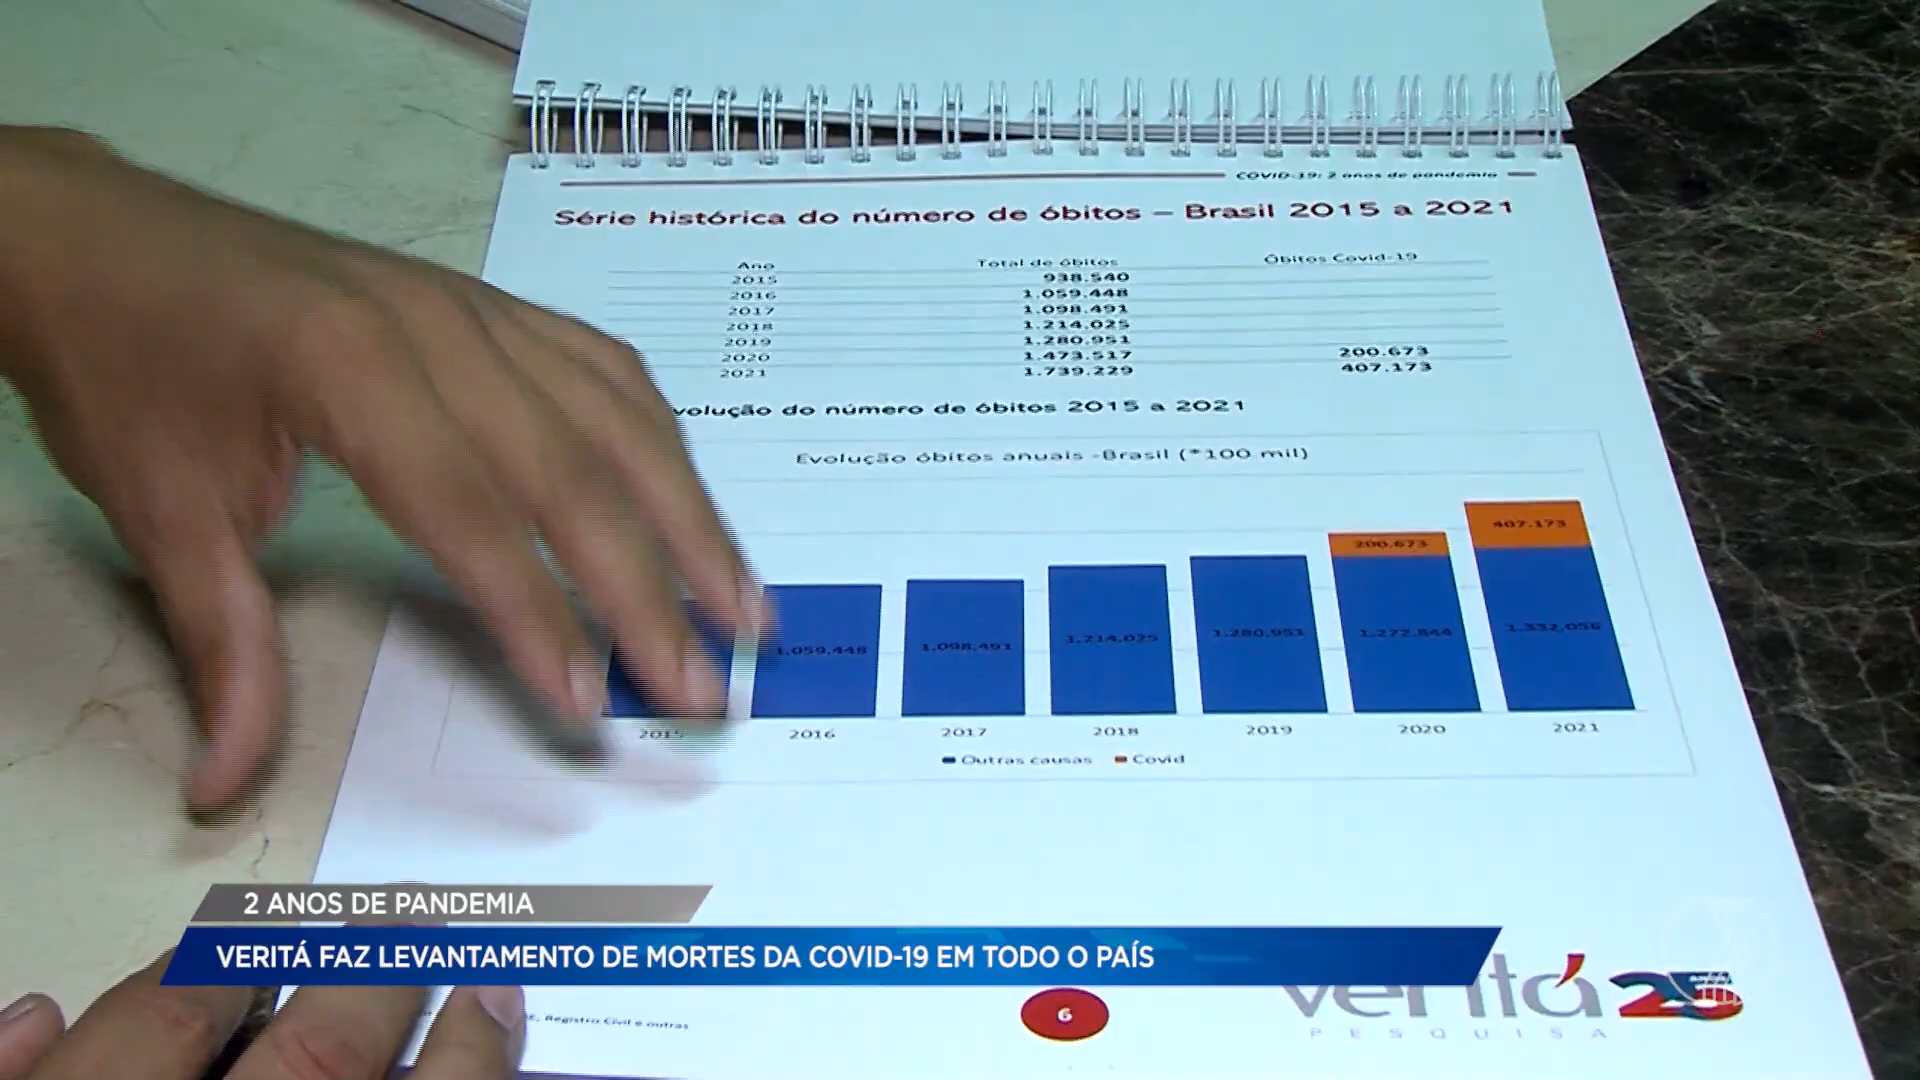 COVID-19: 2 anos de pandemia
Série histórica do número de óbitos – Brasil 2015 a 2021
Ano Total de óbitos Óbitos Covid-19
2015 938.540
2016 1.059.448
2017 1.098.491
2018 1.214.025
2019 1.280.951
2020 1.473.517 200.673
2021 1.739.229 407.173
volução do número de óbitos 2015 a 2021
Evolução óbitos anuais -Brasil (*100 mil)
407.173
200.673
1.059.448 1.098.491 1.214.025 1.280.951 1.272.844 1.332.056
2015 2016 2017 2018 2019 2020 2021
Outras causas Covid
2 ANOS DE PANDEMIA
VERITÁ FAZ LEVANTAMENTO DE MORTES DA COVID-19 EM TODO O PAÍS
E, Registro Civil e outras
6
veritá 25
PESQUISA